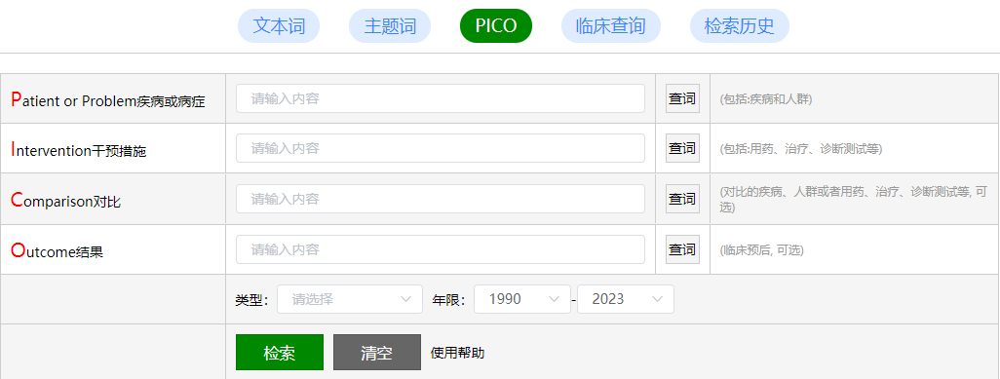 文本词 主题词 PICO 临床查询 检索历史
Patient or Problem疾病或病症 请输入内容 查词 (包括:疾病和人群)
Intervention干预措施 请输入内容 查词 (包括:用药、治疗、诊断测试等)
Comparison对比 请输入内容 查词 (对比的疾病、人群或者用药、治疗、诊断测试等, 可
选)
Outcome结果 请输入内容 查词 (临床预后, 可选)
类型: 请选择 年限: 1990 - 2023
检索 清空 使用帮助